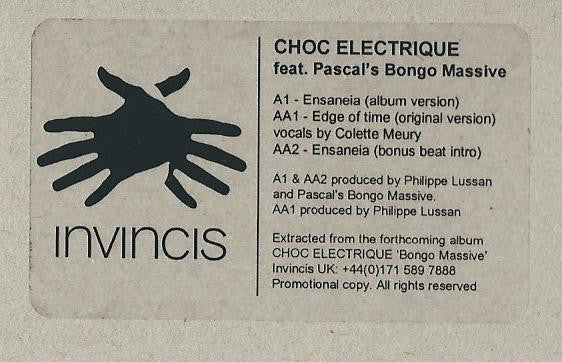 CHOC ELECTRIQUE
feat. Pascal's Bongo Massive
A1 - Ensaneia (album version)
AA1 - Edge of time (original version)
vocals by Colette Meury
AA2 - Ensaneia (bonus beat intro)
A1 & AA2 produced by Philippe Lussan
and Pascal's Bongo Massive.
AA1 produced by Philippe Lussan
Extracted from the forthcoming album
CHOC ELECTRIQUE 'Bongo Massive'
Invincis UK: +44(0)171 589 7888
Promotional copy. All rights reserved
INVINCIS